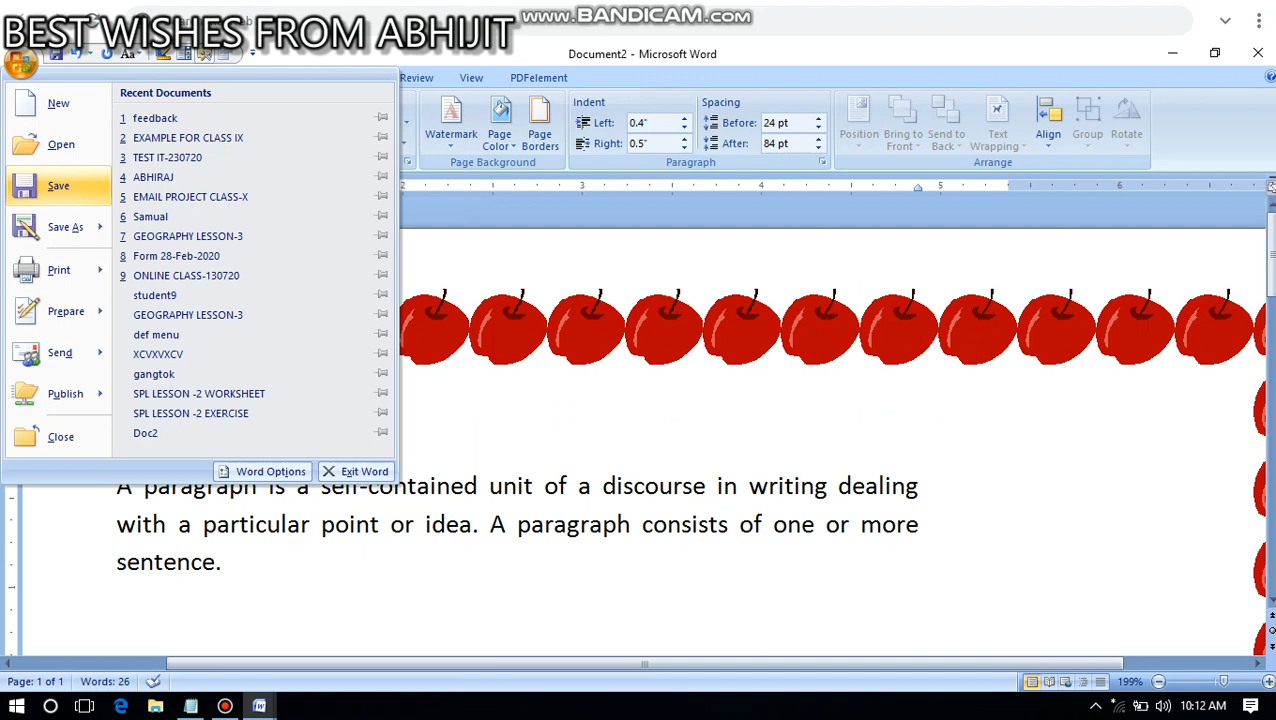 BEST WISHES FROM ABHIJIT
www.BANDICAM.com
Document2 - Microsoft Word
Aa
Review
View
PDFelement
New
Open
Save
Save As
Print
Prepare
Send
Publish
Close
Recent Documents
1 feedback
2 EXAMPLE FOR CLASS IX
3 TEST IT-230720
4 ABHIRAJ
5 EMAIL PROJECT CLASS-X
6 Samual
7 GEOGRAPHY LESSON-3
8 Form 28-Feb-2020
9 ONLINE CLASS-130720
student9
GEOGRAPHY LESSON-3
def menu
XCVXVXCV
gangtok
SPL LESSON -2 WORKSHEET
SPL LESSON -2 EXERCISE
Doc2
Word Options
Exit Word
Watermark
Page Color
Page Borders
Page Background
Indent
Left: 0.4"
Right: 0.5"
Spacing
Before: 24 pt
After: 84 pt
Paragraph
Position
Bring to Front
Send to Back
Text Wrapping
Align
Group
Rotate
Arrange
2 3 4 5 6
A paragraph is a self-contained unit of a discourse in writing dealing
with a particular point or idea. A paragraph consists of one or more
sentence.
Page: 1 of 1
Words: 26
199%
10:12 AM